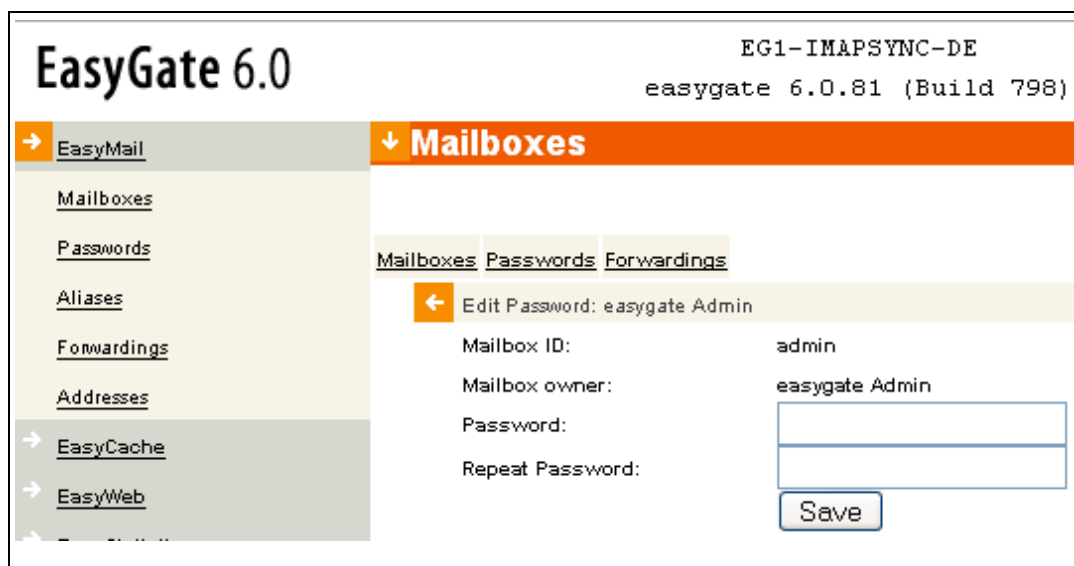 EasyGate 6.0
EG1-IMAPSYNC-DE
easygate 6.0.81 (Build 798)
EasyMail
Mailboxes
Passwords
Aliases
Forwardings
Addresses
EasyCache
EasyWeb
Mailboxes
Mailboxes Passwords Forwardings
Edit Password: easygate Admin
Mailbox ID: admin
Mailbox owner: easygate Admin
Password:
Repeat Password:
Save